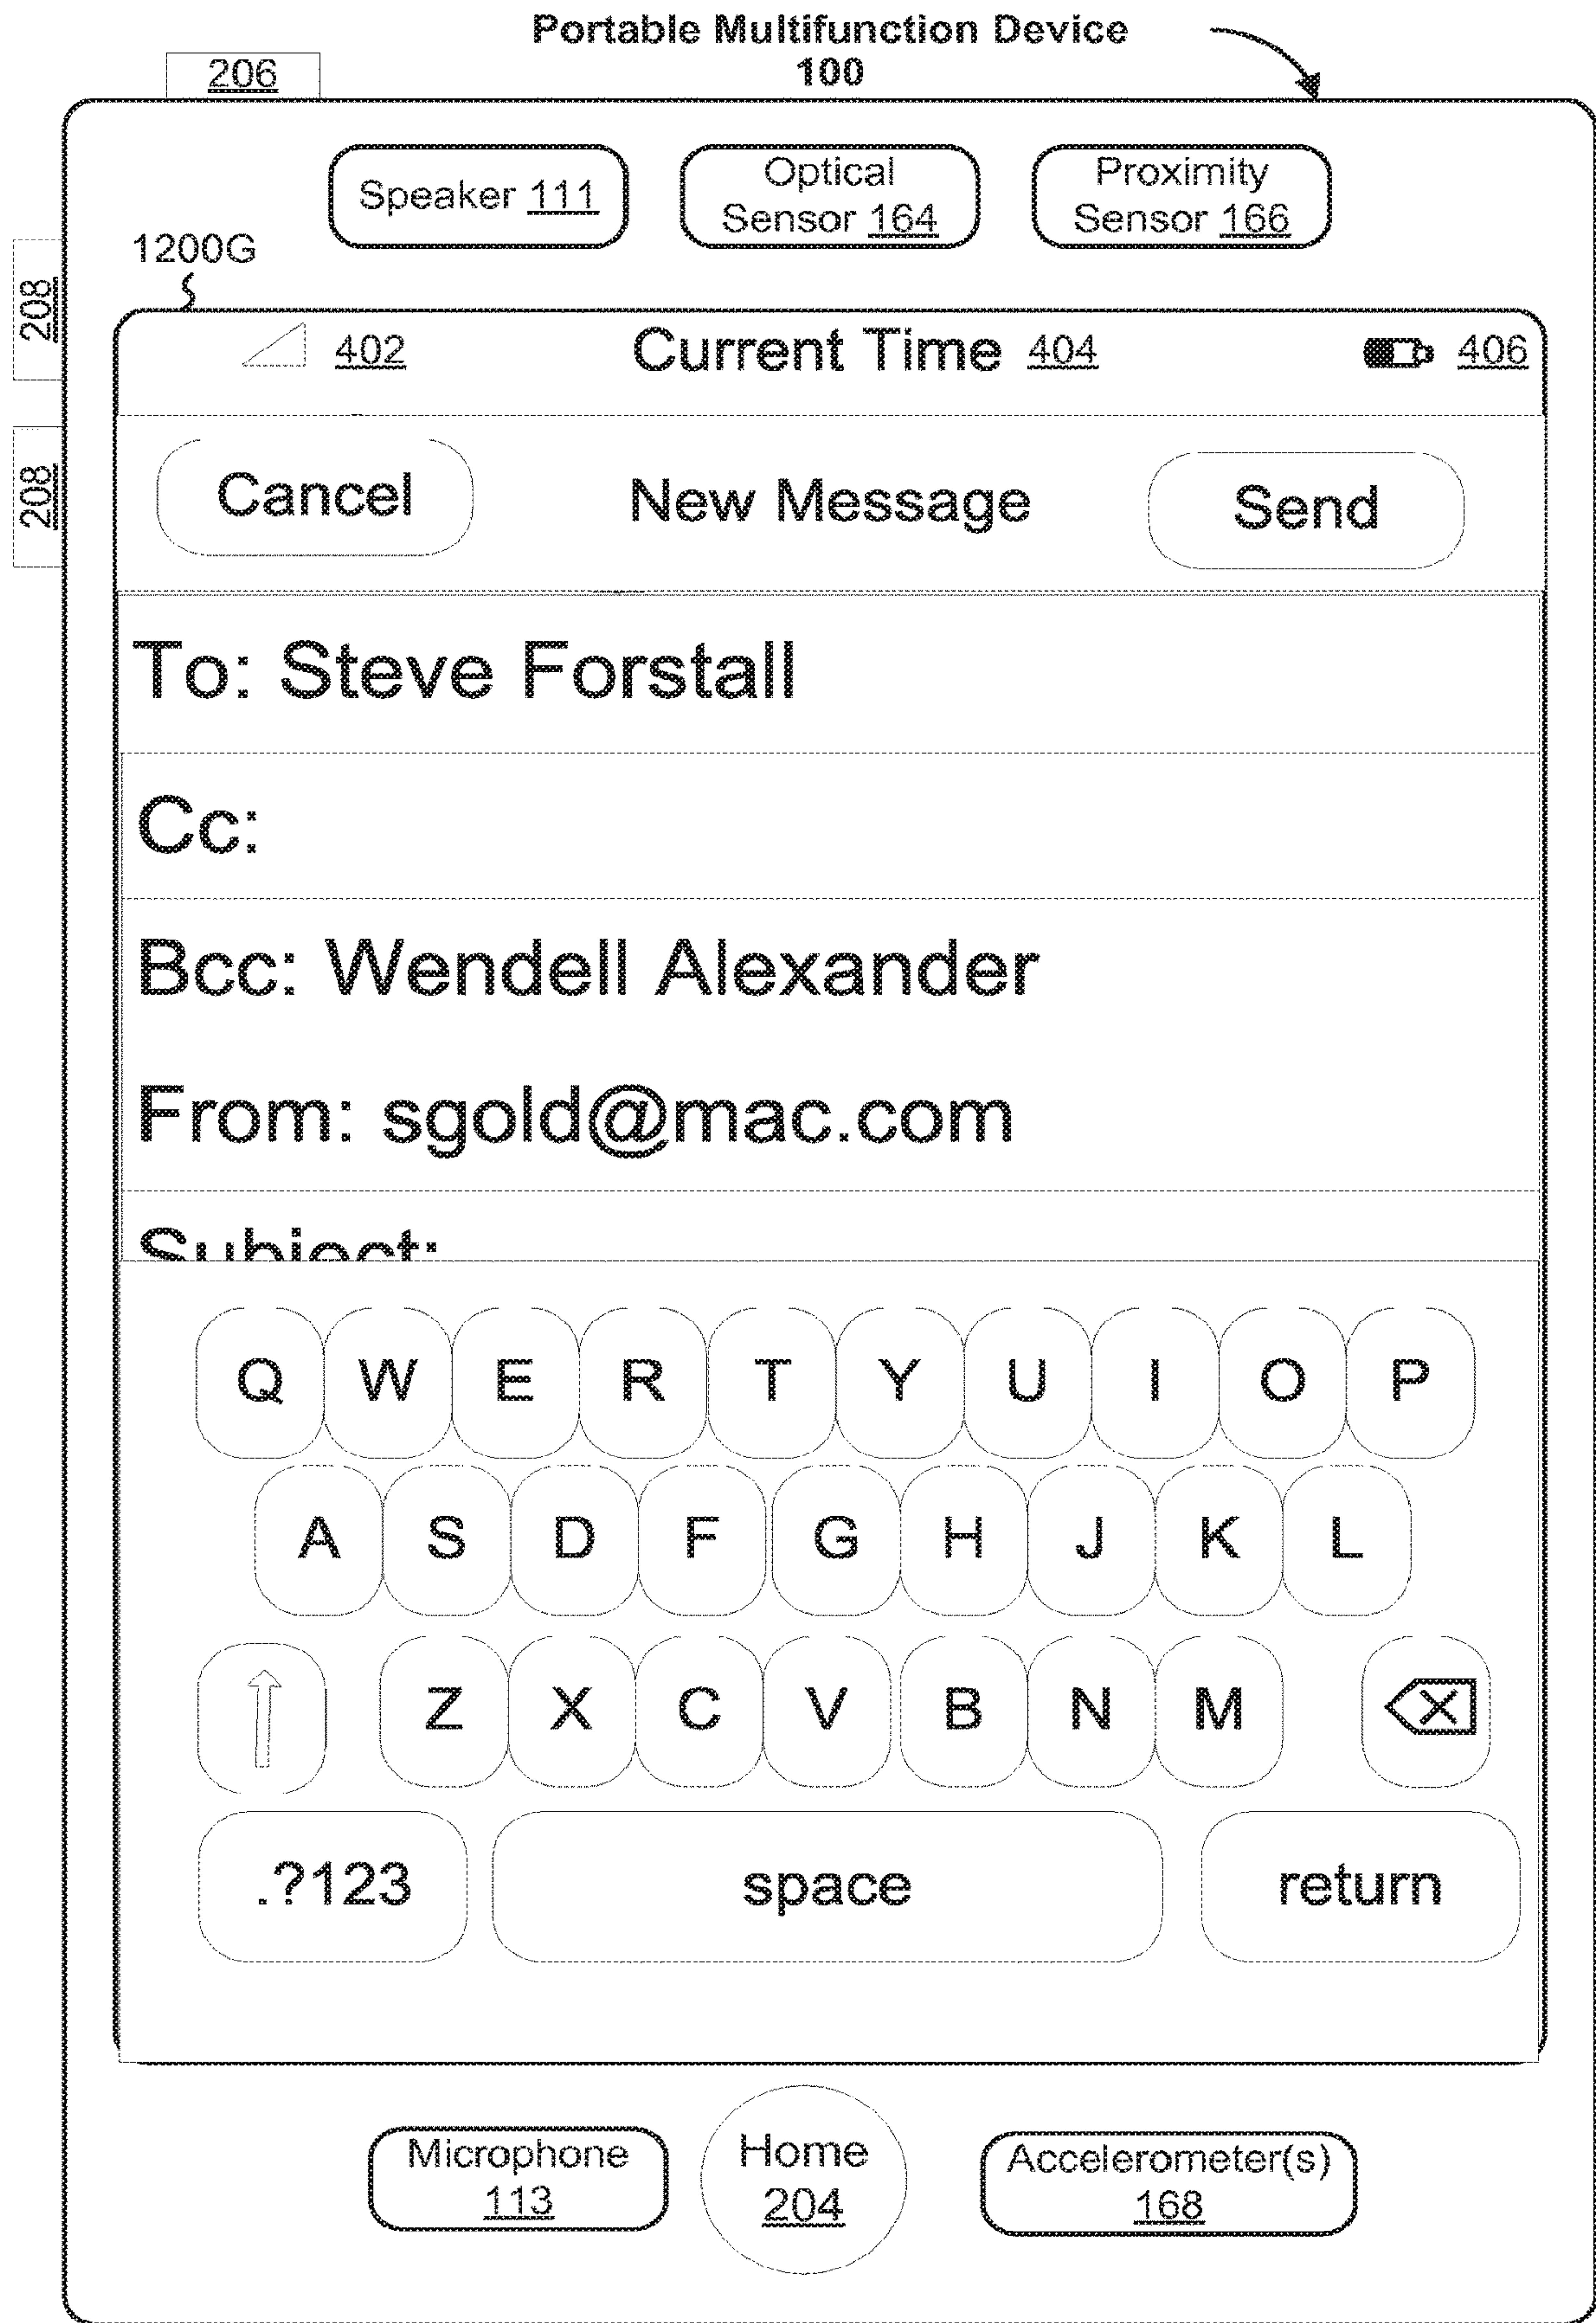 Portable Multifunction Device
100
206
Speaker 111
Optical
Sensor 164
Proximity
Sensor 166
1200G
208
208
402
Current Time 404
406
Cancel
New Message
Send
To: Steve Forstall
Cc:
Bcc: Wendell Alexander
From: sgold@mac.com
Subject:
Q W E R T Y U I O P
A S D F G H J K L
Z X C V B N M
.?123 space return
Microphone
113
Home
204
Accelerometer(s)
168